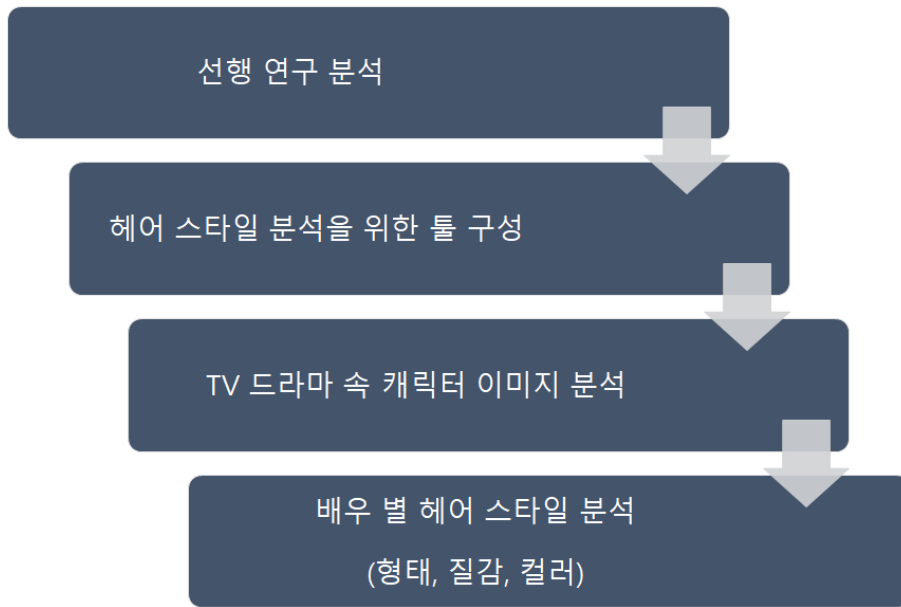 선행 연구 분석
헤어 스타일 분석을 위한 툴 구성
TV 드라마 속 캐릭터 이미지 분석
배우 별 헤어 스타일 분석
(형태, 질감, 컬러)